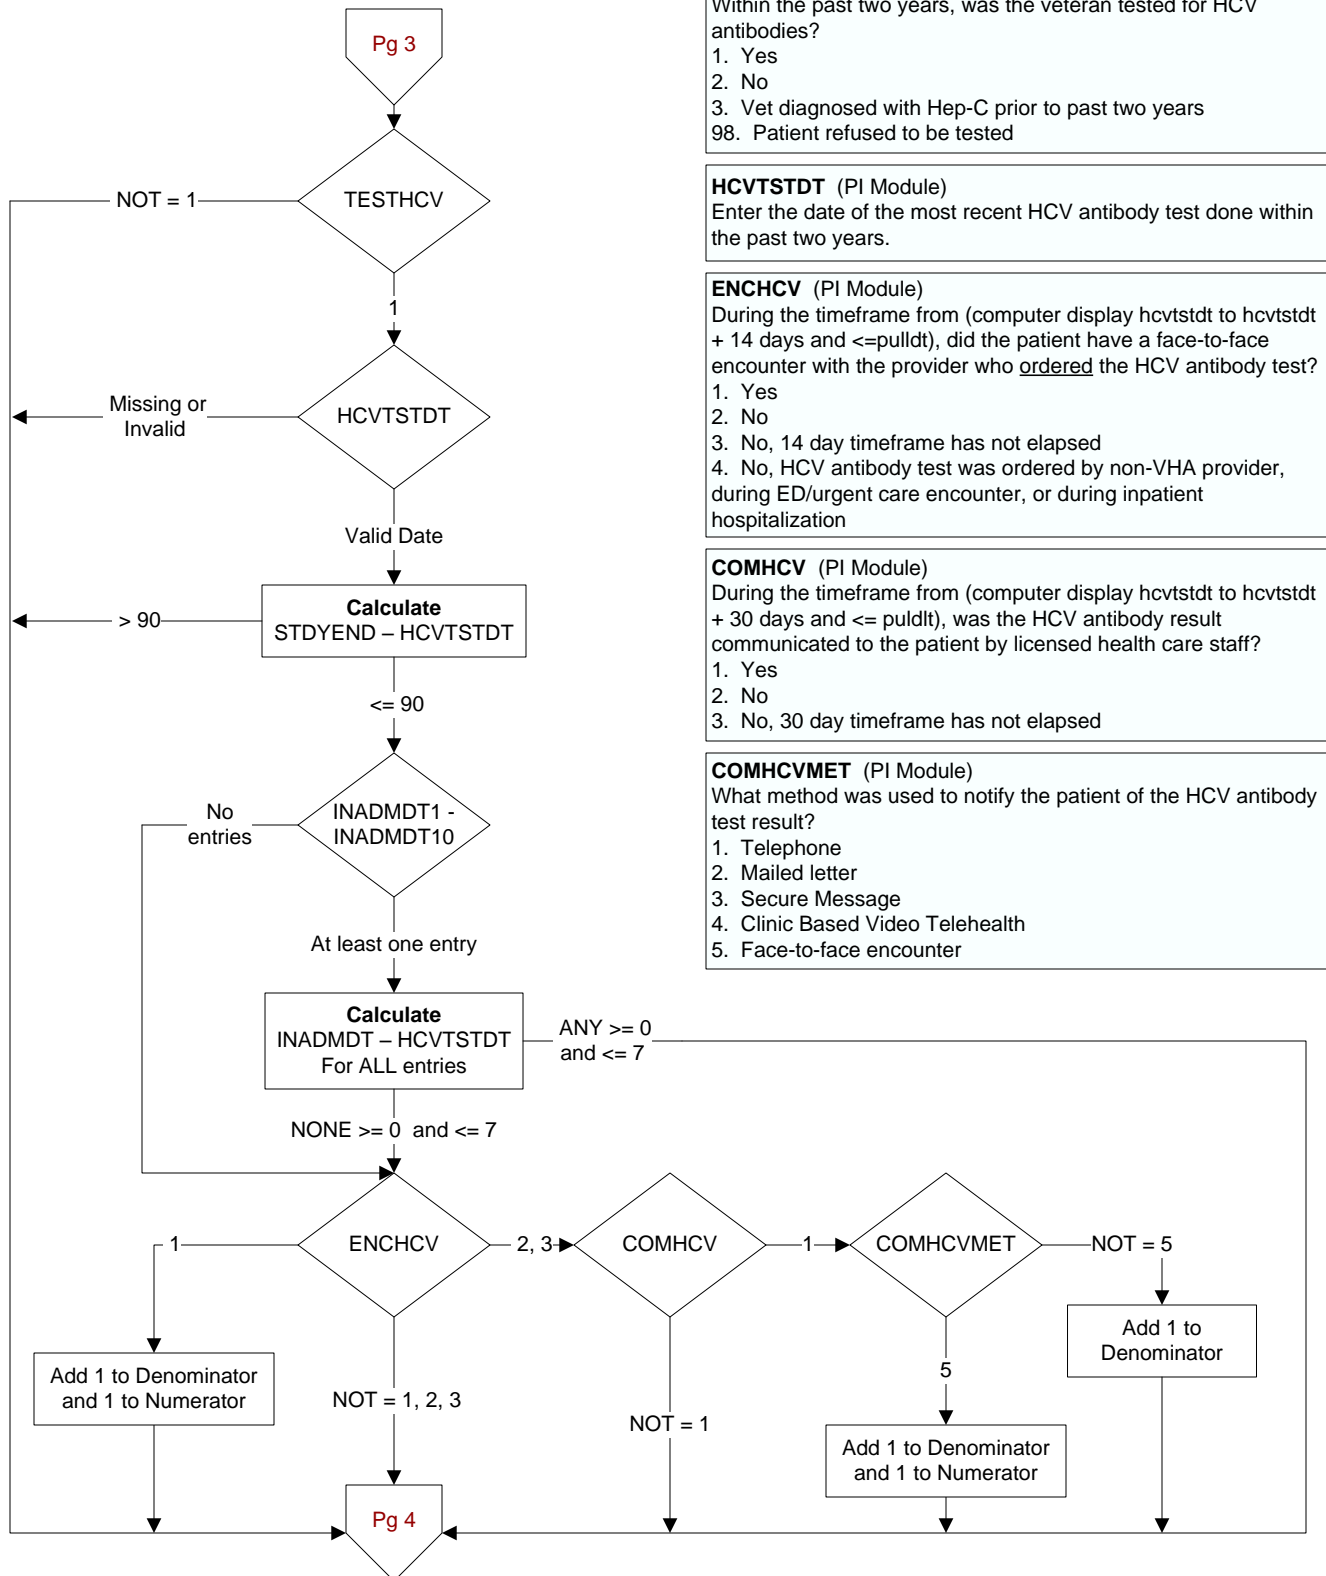 Pg 3
TESTHCV
NOT = 1
1
HCVTSTDT
Missing or
Invalid
Valid Date
Calculate
STDYEND – HCVTSTDT
> 90
<= 90
INADMDT1 -
INADMDT10
No
entries
At least one entry
Calculate
INADMDT – HCVTSTDT
For ALL entries
ANY >= 0
and <= 7
NONE >= 0 and <= 7
ENCHCV
1
2, 3
COMHCV
1
COMHCVMET
NOT = 5
Add 1 to Denominator
and 1 to Numerator
NOT = 1, 2, 3
NOT = 1
5
Add 1 to Denominator
and 1 to Numerator
Add 1 to
Denominator
Pg 4
Within the past two years, was the veteran tested for HCV
antibodies?
1. Yes
2. No
3. Vet diagnosed with Hep-C prior to past two years
98. Patient refused to be tested
HCVTSTDT (PI Module)
Enter the date of the most recent HCV antibody test done within
the past two years.
ENCHCV (PI Module)
During the timeframe from (computer display hcvtstdt to hcvtstdt
+ 14 days and <=pulldt), did the patient have a face-to-face
encounter with the provider who ordered the HCV antibody test?
1. Yes
2. No
3. No, 14 day timeframe has not elapsed
4. No, HCV antibody test was ordered by non-VHA provider,
during ED/urgent care encounter, or during inpatient
hospitalization
COMHCV (PI Module)
During the timeframe from (computer display hcvtstdt to hcvtstdt
+ 30 days and <= puldlt), was the HCV antibody result
communicated to the patient by licensed health care staff?
1. Yes
2. No
3. No, 30 day timeframe has not elapsed
COMHCVMET (PI Module)
What method was used to notify the patient of the HCV antibody
test result?
1. Telephone
2. Mailed letter
3. Secure Message
4. Clinic Based Video Telehealth
5. Face-to-face encounter